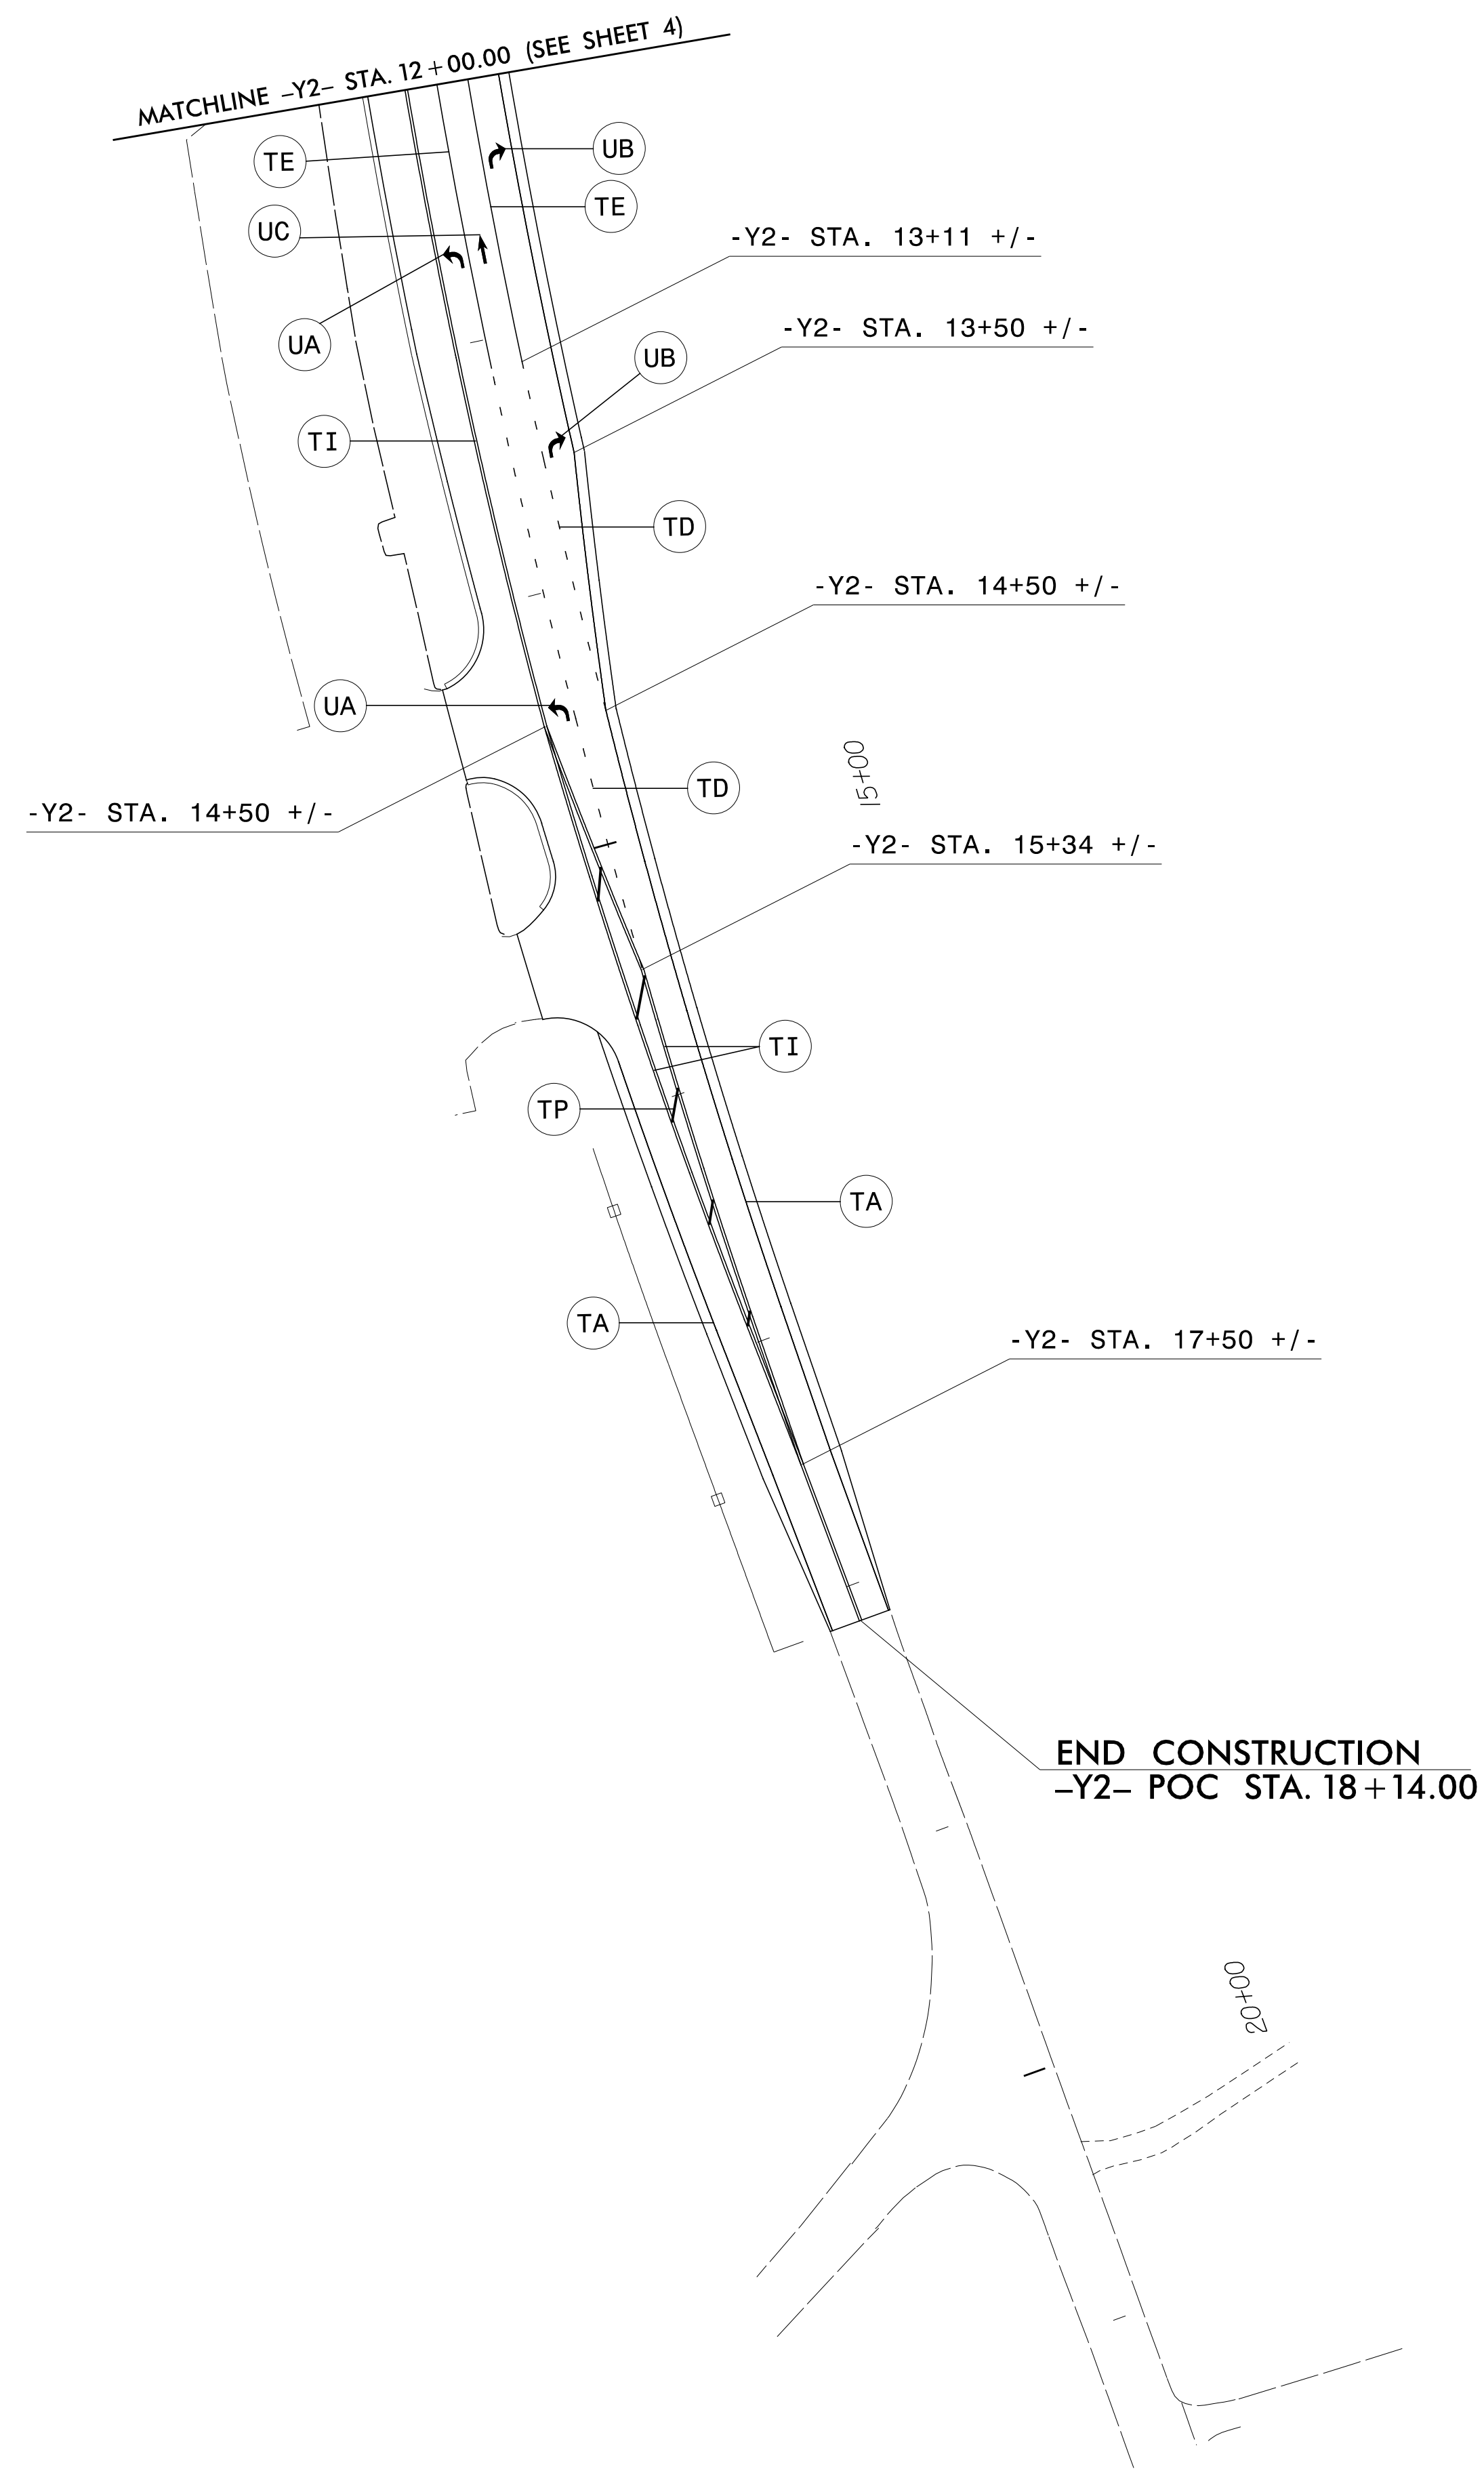 MATCHLINE –Y2– STA. 12+00.00 (SEE SHEET 4)
TE
UB
TE
UC
-Y2- STA. 13+11 +/-
UA
-Y2- STA. 13+50 +/-
UB
TI
TD
-Y2- STA. 14+50 +/-
UA
15+00
TD
-Y2- STA. 14+50 +/-
-Y2- STA. 15+34 +/-
TI
TP
TA
TA
-Y2- STA. 17+50 +/-
END CONSTRUCTION
–Y2– POC STA. 18+14.00
20+00